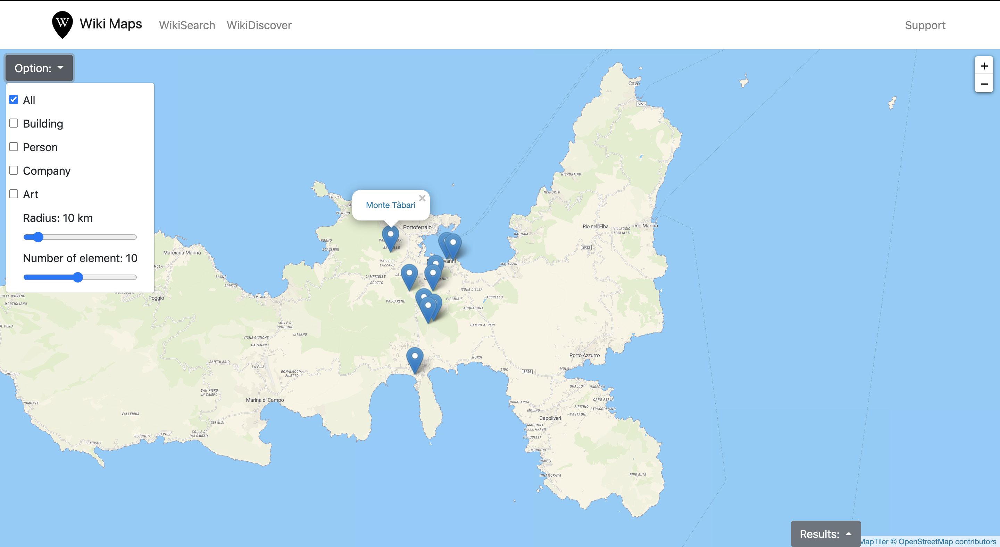 W Wiki Maps WikiSearch WikiDiscover Support
Option:
+
−
All
Building
Person
Company
Art
Radius: 10 km
Number of element: 10
Cavo
SP26
NISPORTINO
NISPORTO
ENFOLA
VITICCIO
Monte Tàbari
×
Portoferraio
Rio nell'Elba
VILLAGGIO
TOGLIATTI
Rio Marina
BAGNAIA
FORNO
SCAGLIERI
SP32
Marciana Marina
VALLE DI
LAZZARO
MAGAZZINI
BAGNO
CAMPITELLE
SCOTTO
SPRIZZE
ISOLA D'ELBA
Poggio
COLLE D'ORANO
MORTIGLIANO
SPARTAIA
VALCARENE
PICCHIAIE
FABBRELLO
ACQUABONA
COLLE DI
PROCCHIO
CAMPO AI PERI
LITERNO
VIGNE GIUNCHE
CAPANNILI
SANT'ILARIO
LA PILA
NORSI
Porto Azzurro
BONALACCIA-
FILETTO
LIDO
SP26
MOLA
CHIESSI
SAN PIERO
IN CAMPO
GUALDO
NAREGNO
Marina di Campo
POMONTE
BARABARCA
CAPO PERLA
RIPITINO
STRACCOLIGNO
MOLINO
CASTAGNI
VALLEBUIA
Capoliveri
GLI ALZI
MADONNA
DELLE GRAZIE
COLLE DI
PALOMBAIA
SECCHETO
CAVOLI
PEDUCELLI
FETOVAIA
MORCONE
PARETI
INNAMORATA
RIPE ALTE
Results:
MapTiler © OpenStreetMap contributors